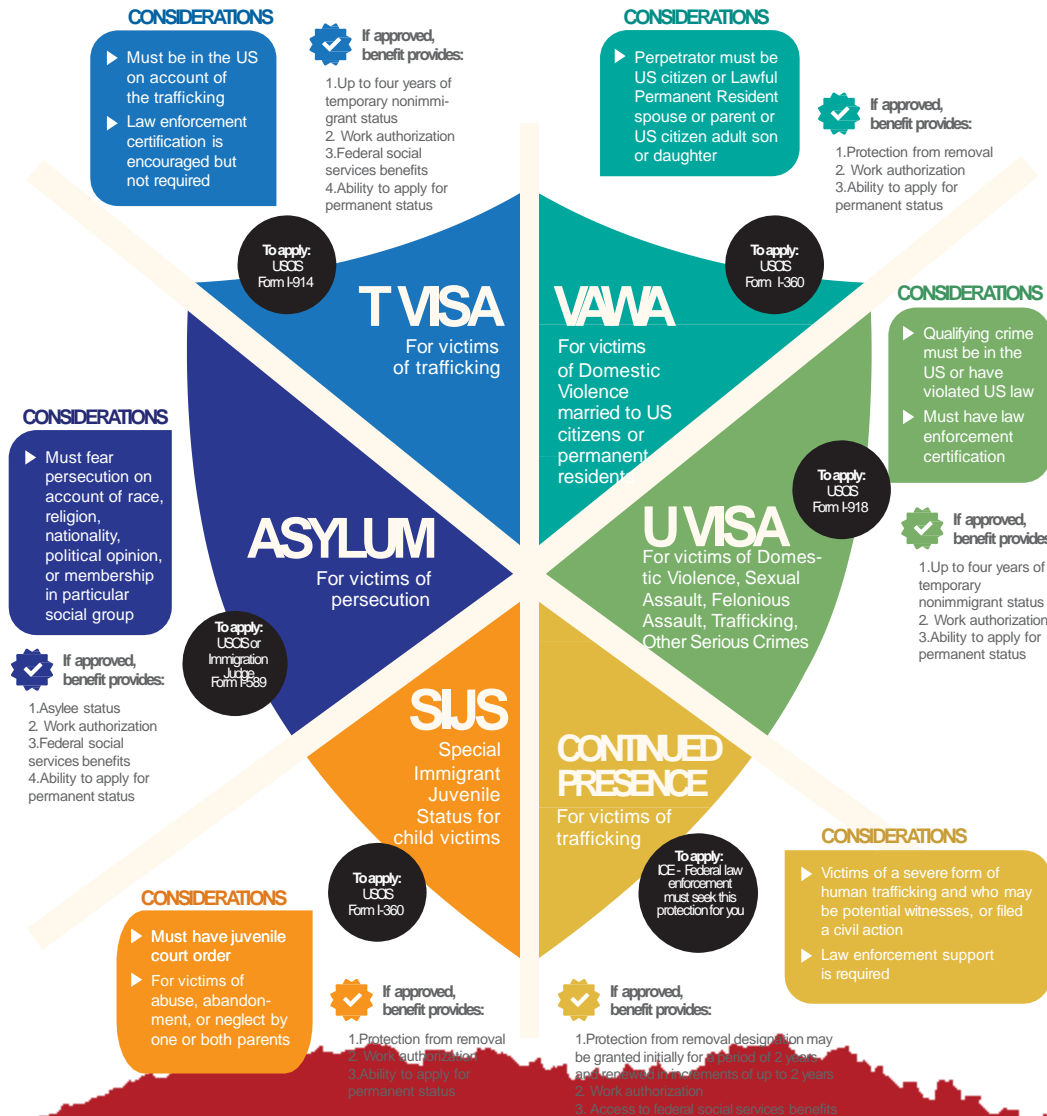 CONSIDERATIONS
Must be in the US
on account of
the trafficking
Law enforcement
certification is
encouraged but
not required
If approved,
benefit provides:
1.Up to four years of
temporary nonimmi-
grant status
2. Work authorization
3.Federal social
services benefits
4.Ability to apply for
permanent status
To apply:
USCIS
Form I-914
T VISA
For victims
of trafficking
CONSIDERATIONS
Perpetrator must be
US citizen or Lawful
Permanent Resident
spouse or parent or
US citizen adult son
or daughter
If approved,
benefit provides:
1.Protection from removal
2. Work authorization
3.Ability to apply for
permanent status
To apply:
USCIS
Form I-360
VAWA
For victims
of Domestic
Violence
married to US
citizens or
permanent
residents
CONSIDERATIONS
Qualifying crime
must be in the
US or have
violated US law
Must have law
enforcement
certification
To apply:
USCIS
Form I-918
If approved,
benefit provides
1.Up to four years of
temporary
nonimmigrant status
2. Work authorization
3.Ability to apply for
permanent status
U VISA
For victims of Domes-
tic Violence, Sexual
Assault, Felonious
Assault, Trafficking,
Other Serious Crimes
CONSIDERATIONS
Must fear
persecution on
account of race,
religion,
nationality,
political opinion,
or membership
in particular
social group
ASYLUM
For victims of
persecution
To apply:
USCIS or
Immigration
Judge
Form I-589
If approved,
benefit provides:
1.Asylee status
2. Work authorization
3.Federal social
services benefits
4.Ability to apply for
permanent status
SIJS
Special
Immigrant
Juvenile
Status for
child victims
To apply:
USCIS
Form I-360
CONSIDERATIONS
Must have juvenile
court order
For victims of
abuse, abandon-
ment, or neglect by
one or both parents
If approved,
benefit provides:
1.Protection from removal
2. Work authorization
3.Ability to apply for
permanent status
CONTINUED
PRESENCE
For victims of
trafficking
To apply:
ICE - Federal law
enforcement
must seek this
protection for you
CONSIDERATIONS
Victims of a severe form of
human trafficking and who may
be potential witnesses, or filed
a civil action
Law enforcement support
is required
If approved,
benefit provides:
1.Protection from removal designation may
be granted initially for a period of 2 years
and renewed in increments of up to 2 years
2. Work authorization
3. Access to federal social services benefits